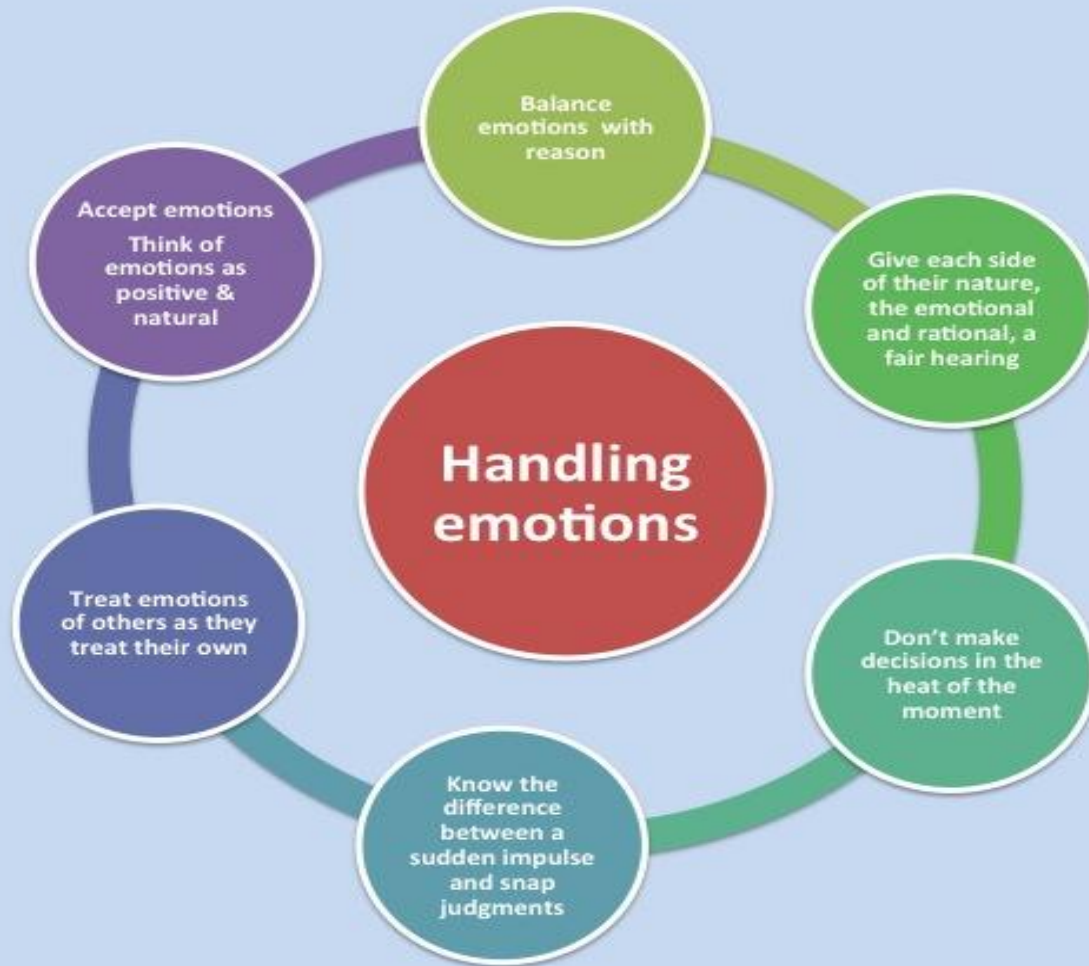 Balance
emotions with
reason
Give each side
of their nature,
the emotional
and rational, a
fair hearing
Don’t make
decisions in the
heat of the
moment
Know the
difference
between a
sudden impulse
and snap
judgments
Treat emotions
of others as they
treat their own
Accept emotions
Think of
emotions as
positive &
natural
Handling
emotions